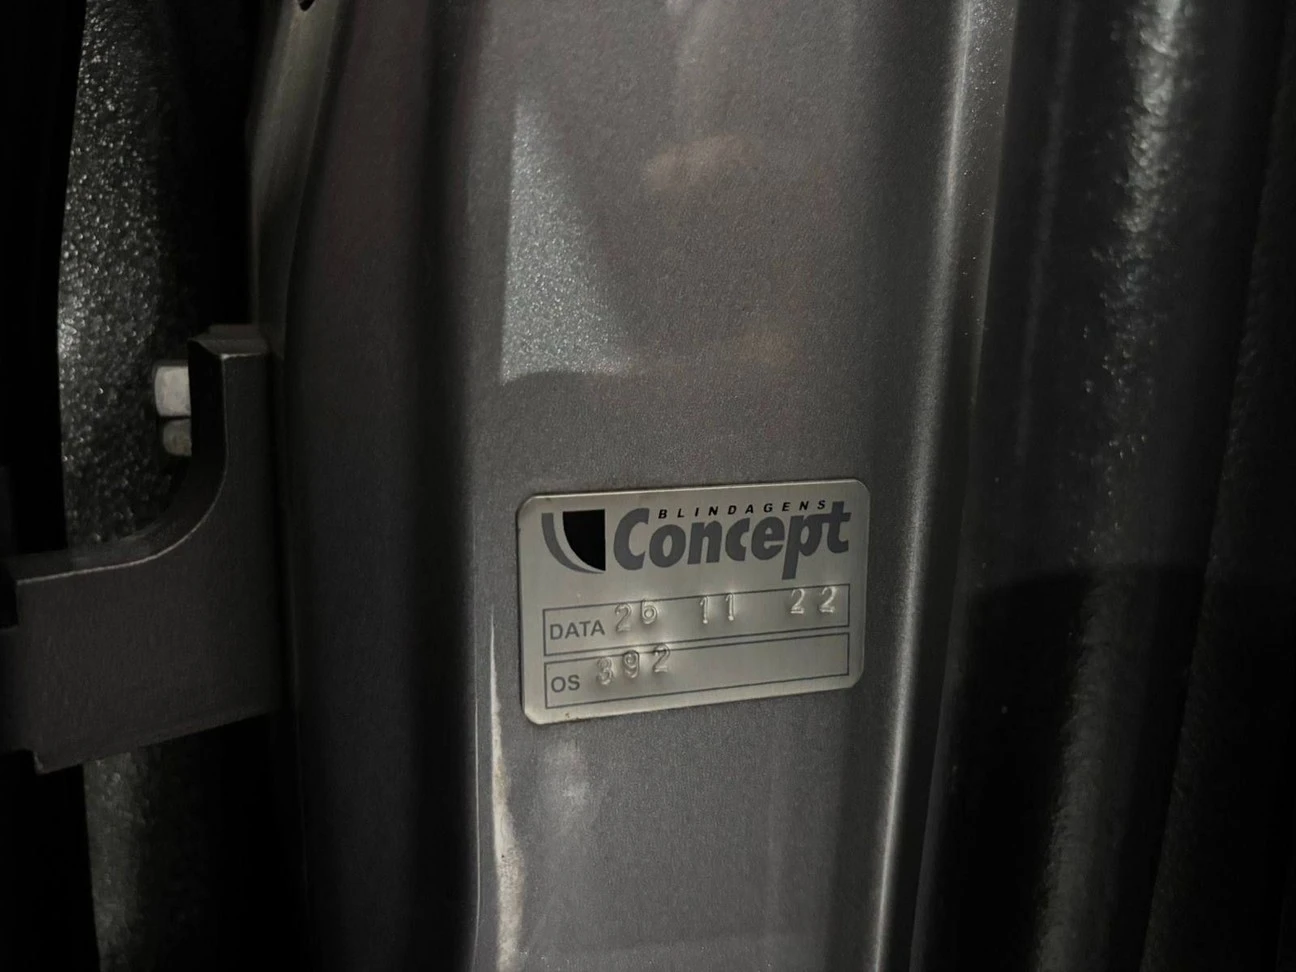 BLINDAGENS
Concept
DATA 26 11 22
OS 392